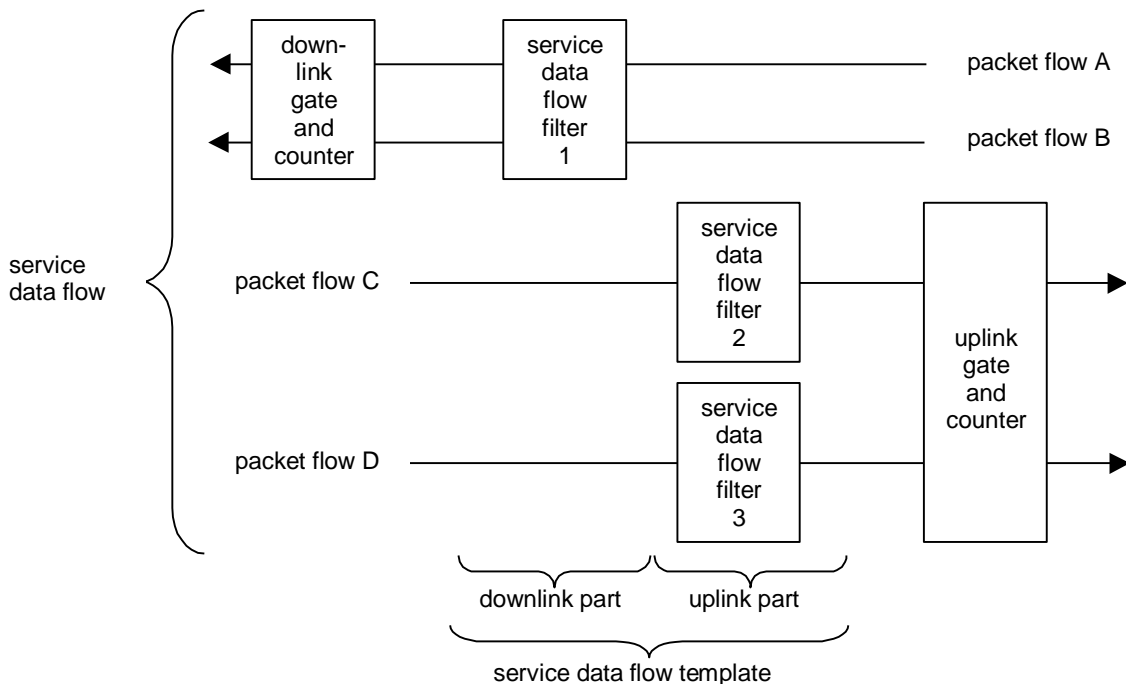 down-
link
gate
and
counter
service
data
flow
filter
1
packet flow A
packet flow B
service
data flow
packet flow C
service
data
flow
filter
2
uplink
gate
and
counter
packet flow D
service
data
flow
filter
3
downlink part
uplink part
service data flow template